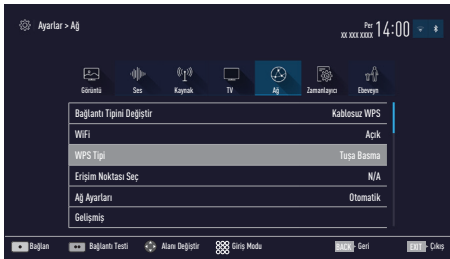 Ayarlar > Ağ
Per
xx xxx xxxx
14:00
Görüntü
Ses
Kaynak
TV
Ağ
Zamanlayıcı
Ebeveyn
Bağlantı Tipini Değiştir Kablosuz WPS
WiFi Açık
WPS Tipi Tuşa Basma
Erişim Noktası Seç N/A
Ağ Ayarları Otomatik
Gelişmiş
Bağlan Bağlantı Testi Alanı Değiştir Giriş Modu BACK - Geri EXIT - Çıkış